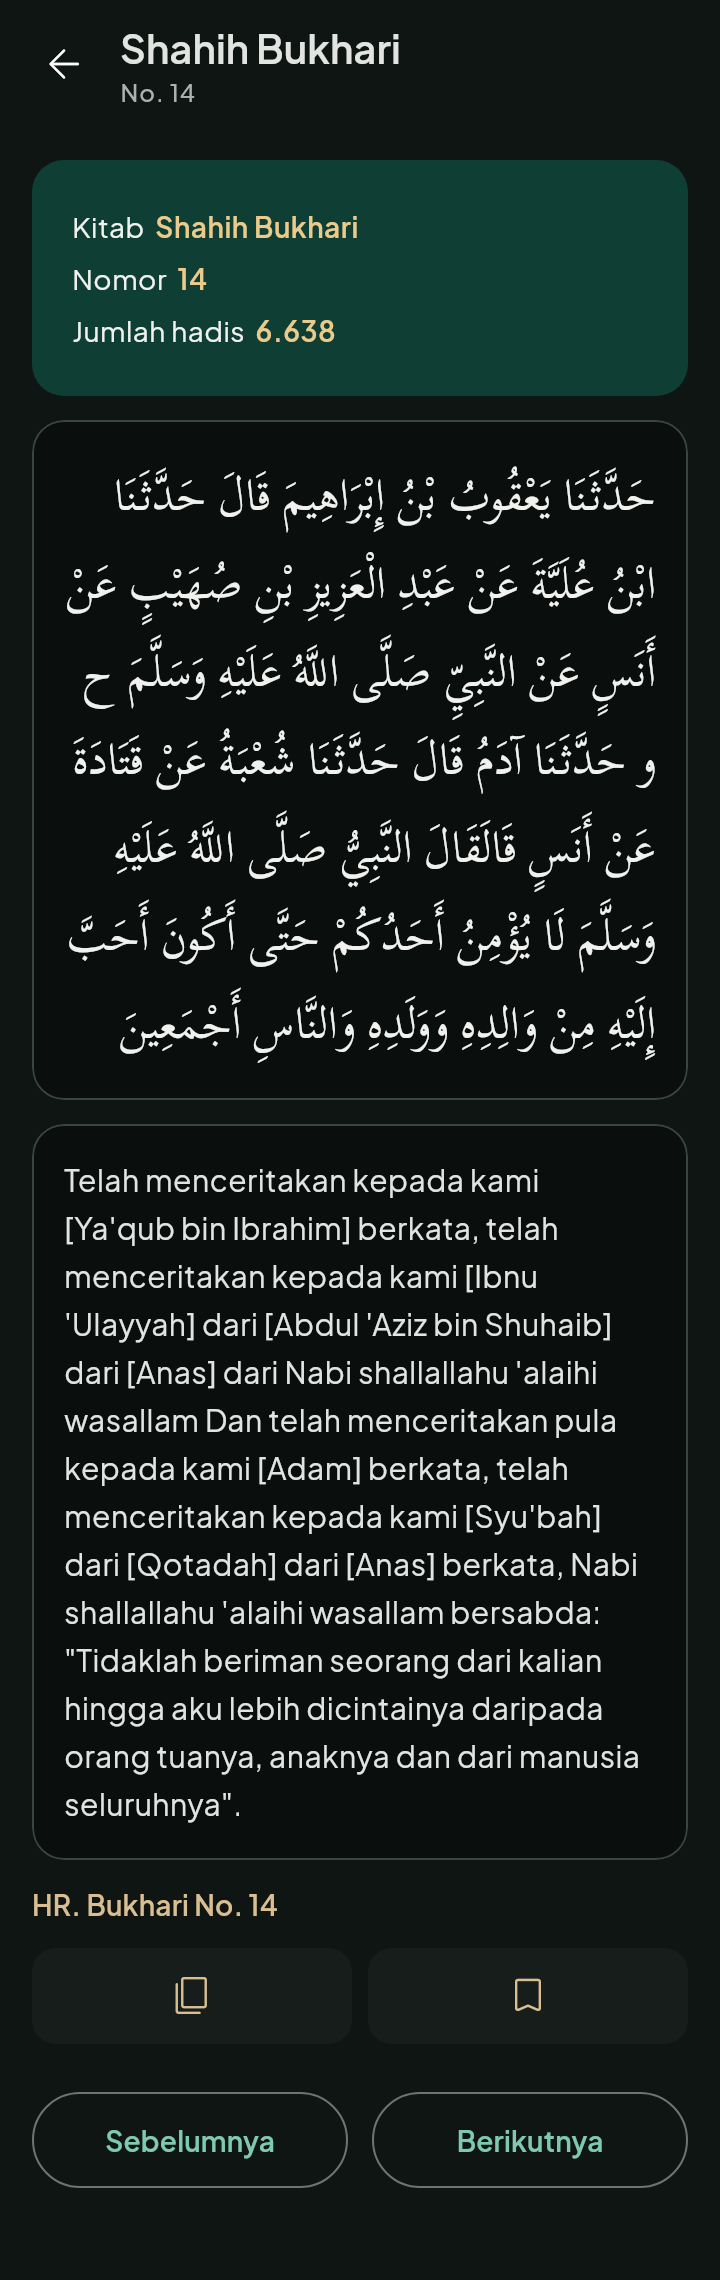 Shahih Bukhari
No. 14
Kitab Shahih Bukhari
Nomor 14
Jumlah hadis 6.638
حَدَّثَنَا يَعْقُوبُ بْنُ إِبْرَاهِيمَ قَالَ حَدَّثَنَا
ابْنُ عُلَيَّةَ عَنْ عَبْدِ الْعَزِيزِ بْنِ صُهَيْبٍ عَنْ
أَنَسٍ عَنْ النَّبِيِّ صَلَّى اللَّهُ عَلَيْهِ وَسَلَّمَ ح
و حَدَّثَنَا آدَمُ قَالَ حَدَّثَنَا شُعْبَةُ عَنْ قَتَادَةَ
عَنْ أَنَسٍ قَالَقَالَ النَّبِيُّ صَلَّى اللَّهُ عَلَيْهِ
وَسَلَّمَ لَا يُؤْمِنُ أَحَدُكُمْ حَتَّى أَكُونَ أَحَبَّ
إِلَيْهِ مِنْ وَالِدِهِ وَوَلَدِهِ وَالنَّاسِ أَجْمَعِينَ
Telah menceritakan kepada kami
[Ya'qub bin Ibrahim] berkata, telah
menceritakan kepada kami [Ibnu
'Ulayyah] dari [Abdul 'Aziz bin Shuhaib]
dari [Anas] dari Nabi shallallahu 'alaihi
wasallam Dan telah menceritakan pula
kepada kami [Adam] berkata, telah
menceritakan kepada kami [Syu'bah]
dari [Qotadah] dari [Anas] berkata, Nabi
shallallahu 'alaihi wasallam bersabda:
"Tidaklah beriman seorang dari kalian
hingga aku lebih dicintainya daripada
orang tuanya, anaknya dan dari manusia
seluruhnya".
HR. Bukhari No. 14
Sebelumnya
Berikutnya